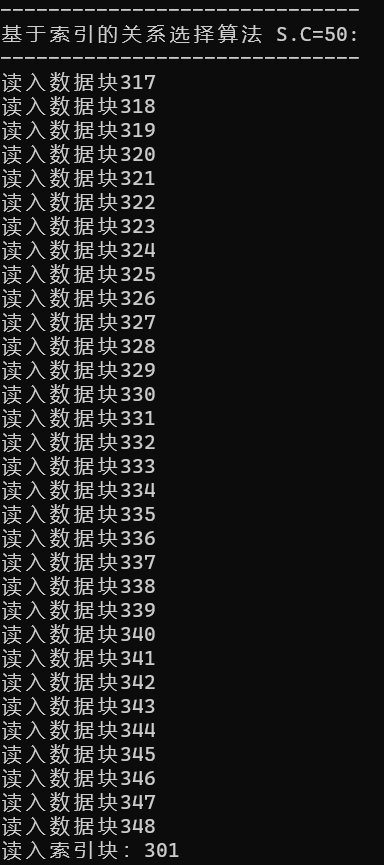 ------------------------------
基于索引的关系选择算法 S.C=50:
------------------------------
读入数据块317
读入数据块318
读入数据块319
读入数据块320
读入数据块321
读入数据块322
读入数据块323
读入数据块324
读入数据块325
读入数据块326
读入数据块327
读入数据块328
读入数据块329
读入数据块330
读入数据块331
读入数据块332
读入数据块333
读入数据块334
读入数据块335
读入数据块336
读入数据块337
读入数据块338
读入数据块339
读入数据块340
读入数据块341
读入数据块342
读入数据块343
读入数据块344
读入数据块345
读入数据块346
读入数据块347
读入数据块348
读入索引块：301